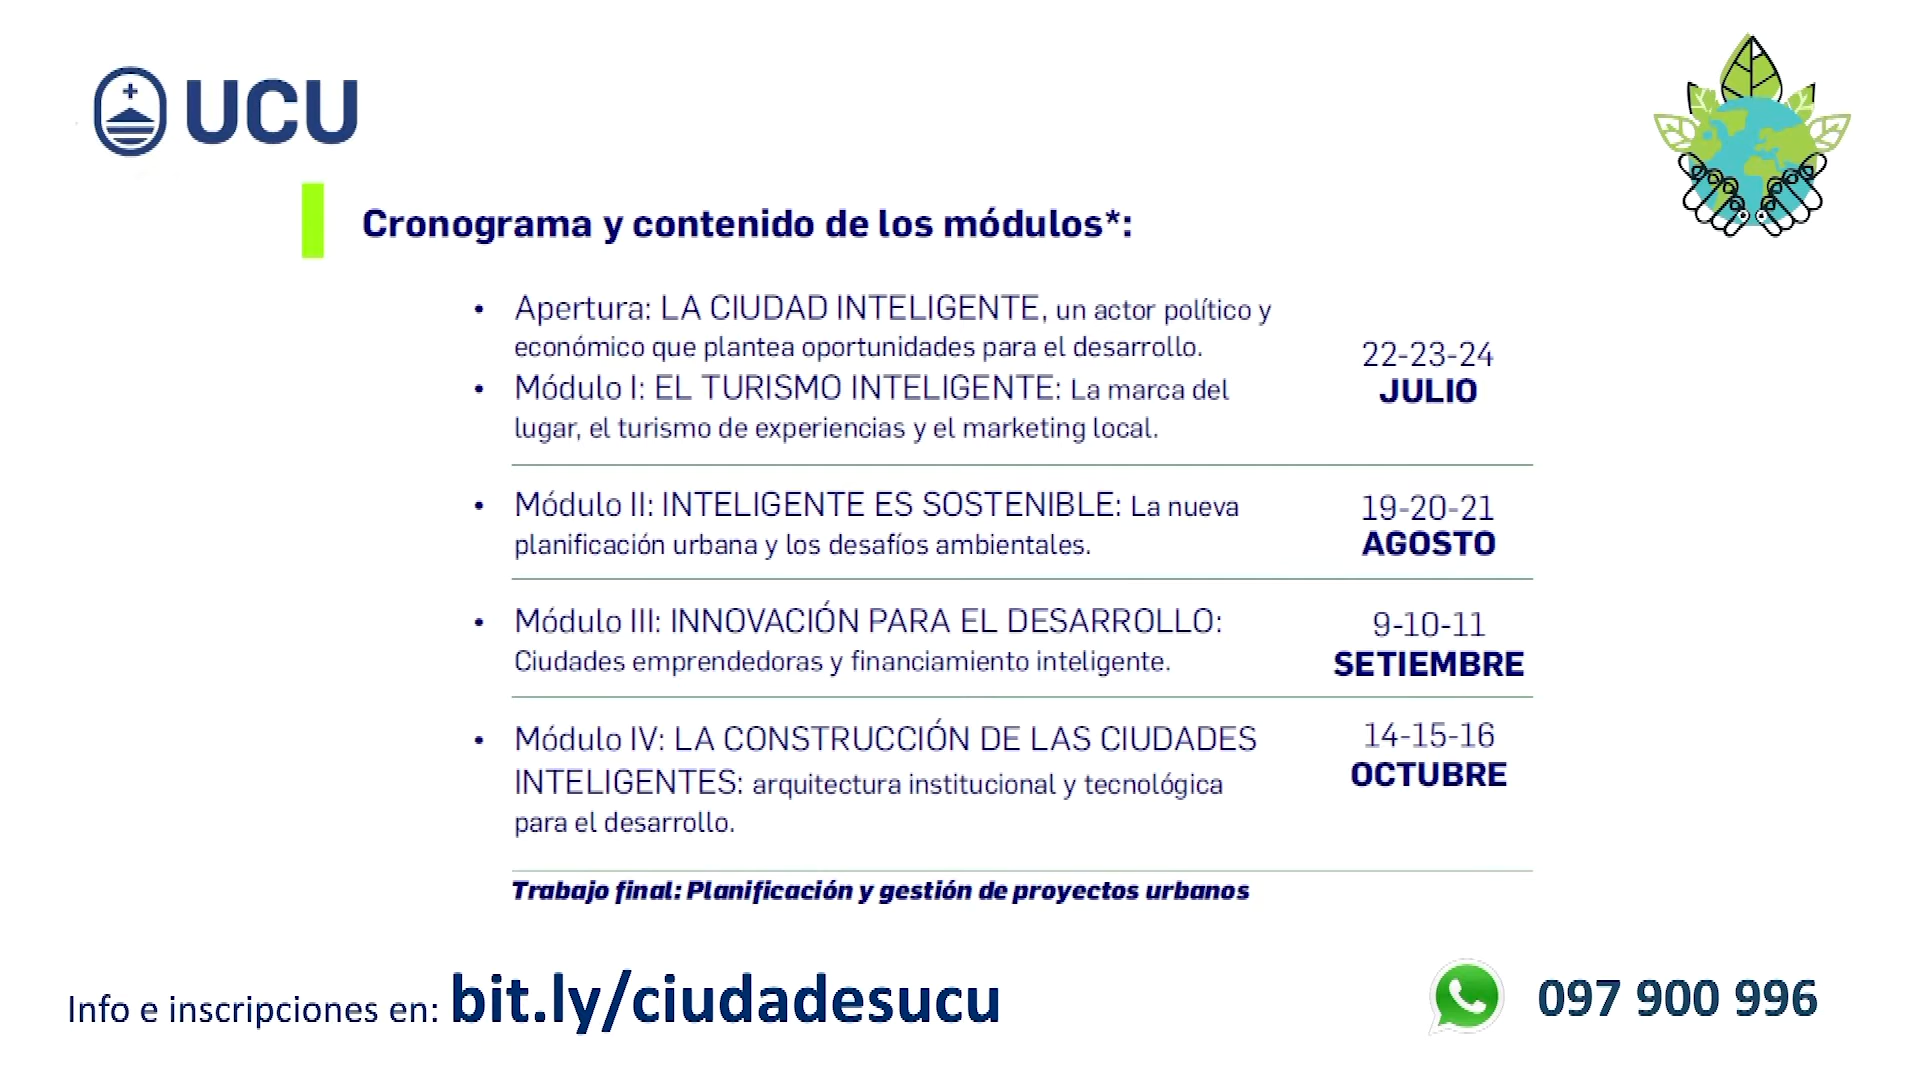 UCU
Cronograma y contenido de los módulos*:
• Apertura: LA CIUDAD INTELIGENTE, un actor político y
económico que plantea oportunidades para el desarrollo.
• Módulo I: EL TURISMO INTELIGENTE: La marca del
lugar, el turismo de experiencias y el marketing local.
22-23-24
JULIO
• Módulo II: INTELIGENTE ES SOSTENIBLE: La nueva
planificación urbana y los desafíos ambientales.
19-20-21
AGOSTO
• Módulo III: INNOVACIÓN PARA EL DESARROLLO:
Ciudades emprendedoras y financiamiento inteligente.
9-10-11
SETIEMBRE
• Módulo IV: LA CONSTRUCCIÓN DE LAS CIUDADES
INTELIGENTES: arquitectura institucional y tecnológica
para el desarrollo.
14-15-16
OCTUBRE
Trabajo final: Planificación y gestión de proyectos urbanos
Info e inscripciones en: bit.ly/ciudadesucu
097 900 996